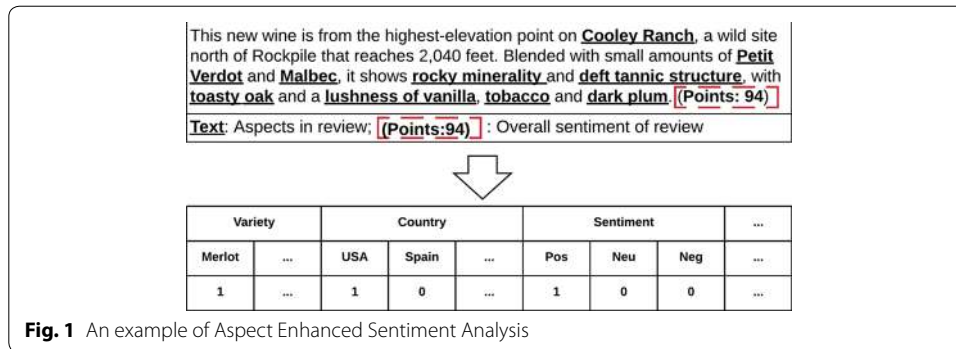 This new wine is from the highest-elevation point on Cooley Ranch, a wild site
north of Rockpile that reaches 2,040 feet. Blended with small amounts of Petit
Verdot and Malbec, it shows rocky minerality and deft tannic structure, with
toasty oak and a lushness of vanilla, tobacco and dark plum. (Points: 94)
Text: Aspects in review; (Points:94) : Overall sentiment of review
Variety Country Sentiment ...
Merlot ... USA Spain ... Pos Neu Neg ...
1 ... 1 0 ... 1 0 0 ...
Fig. 1 An example of Aspect Enhanced Sentiment Analysis